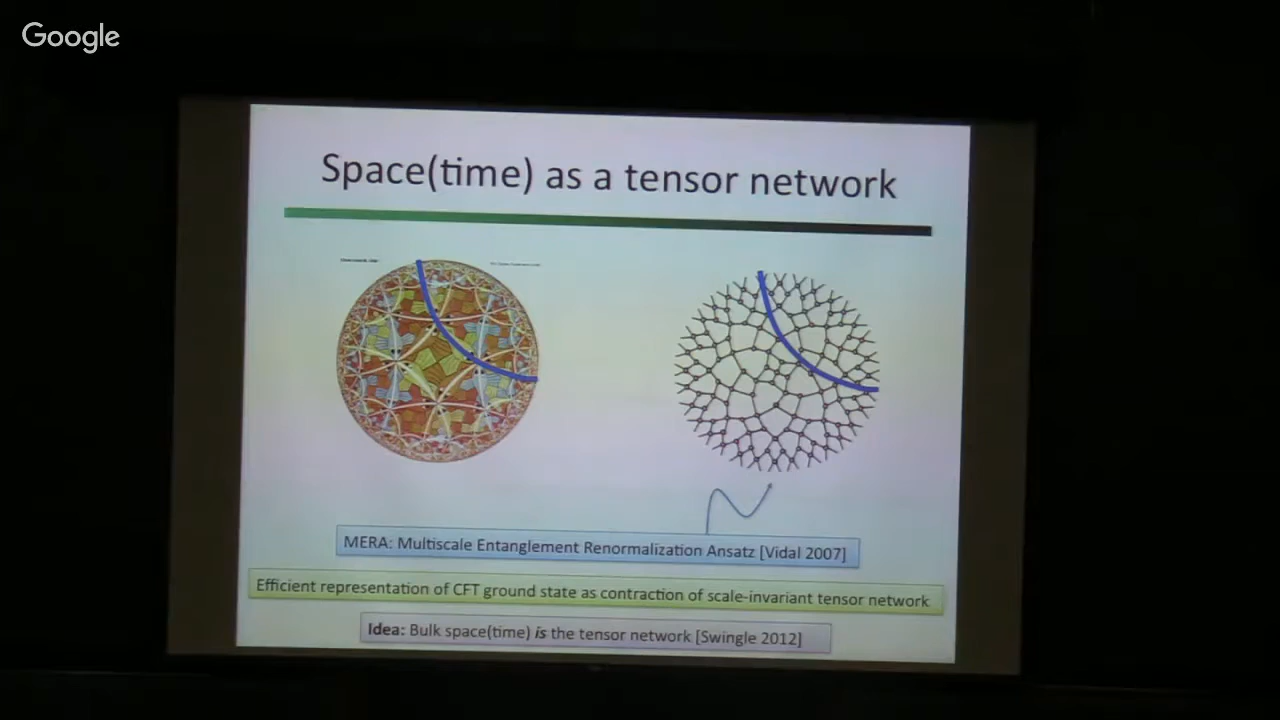 Google
Space(time) as a tensor network
MERA: Multiscale Entanglement Renormalization Ansatz [Vidal 2007]
Efficient representation of CFT ground state as contraction of scale-invariant tensor network
Idea: Bulk space(time) is the tensor network [Swingle 2012]